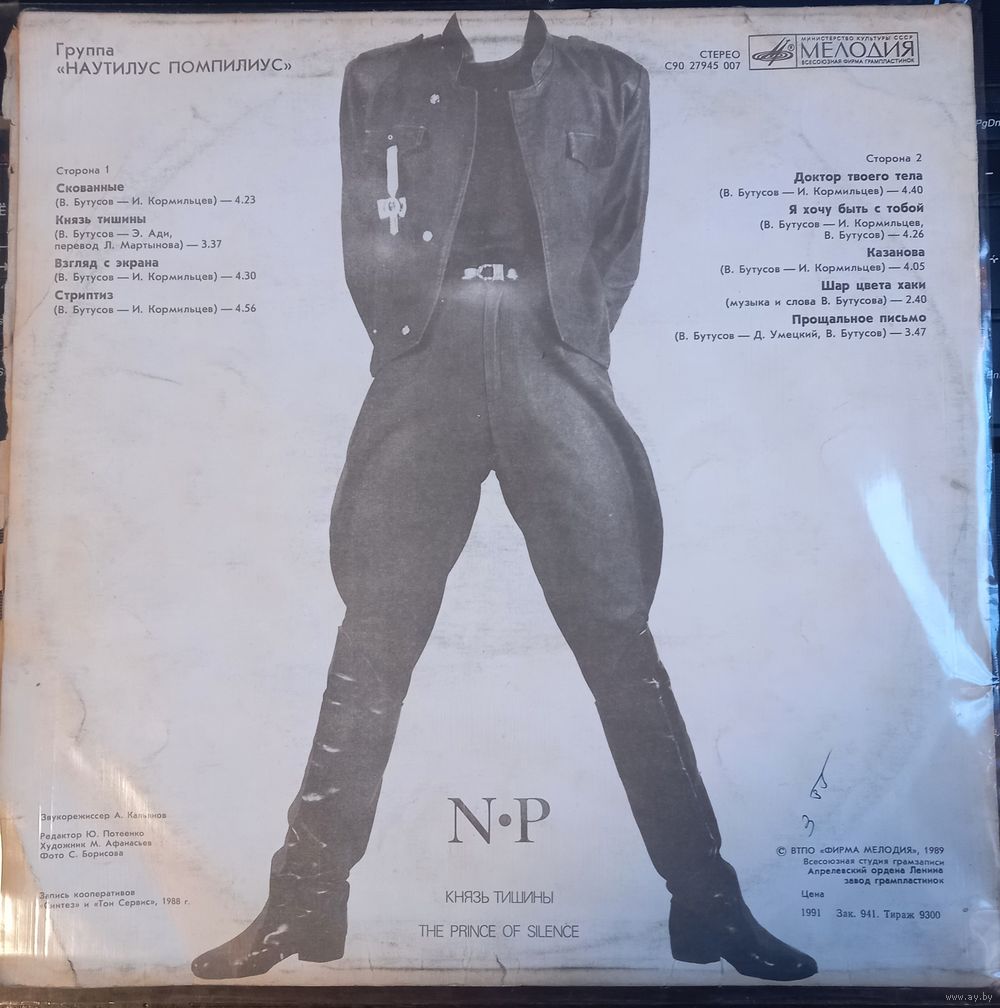 Группа
«НАУТИЛУС ПОМПИЛИУС»
СТЕРЕО
С90 27945 007
МИНИСТЕРСТВО КУЛЬТУРЫ СССР
МЕЛОДИЯ
ВСЕСОЮЗНАЯ ФИРМА ГРАМПЛАСТИНОК
Сторона 1
Скованные
(В. Бутусов — И. Кормильцев) — 4.23
Князь тишины
(В. Бутусов — Э. Ади,
перевод Л. Мартынова) — 3.37
Взгляд с экрана
(В. Бутусов — И. Кормильцев) — 4.30
Стриптиз
(В. Бутусов — И. Кормильцев) — 4.56
Сторона 2
Доктор твоего тела
(В. Бутусов — И. Кормильцев) — 4.40
Я хочу быть с тобой
(В. Бутусов — И. Кормильцев,
В. Бутусов) — 4.26
Казанова
(В. Бутусов — И. Кормильцев) — 4.05
Шар цвета хаки
(музыка и слова В. Бутусова) — 2.40
Прощальное письмо
(В. Бутусов — Д. Умецкий, В. Бутусов) — 3.47
N•P
КНЯЗЬ ТИШИНЫ
THE PRINCE OF SILENCE
Звукорежиссер А. Кальянов
Редактор Ю. Потеенко
Художник М. Афанасьев
Фото С. Борисова
Запись кооперативов
«Синтез» и «Тон Сервис», 1988 г.
© ВТПО «ФИРМА МЕЛОДИЯ», 1989
Всесоюзная студия грамзаписи
Апрелевский ордена Ленина
завод грампластинок
Цена
1991 Зак. 941. Тираж 9300
PgDn
www.ay.by